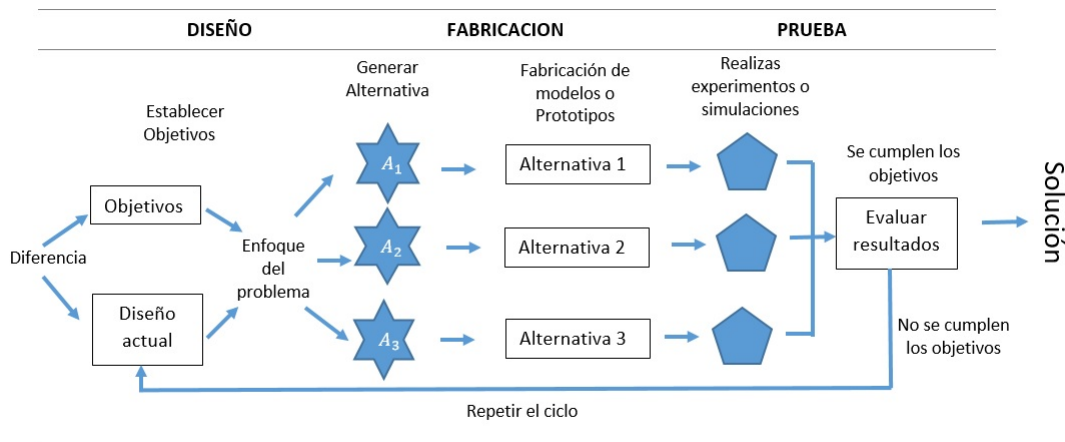 DISEÑO FABRICACION PRUEBA
Generar
Alternativa
Fabricación de
modelos o
Prototipos
Realizas
experimentos o
simulaciones
Establecer
Objetivos
A₁
Alternativa 1
Se cumplen los
objetivos
Objetivos
Diferencia
Diseño
actual
Enfoque
del
problema
A₂
Alternativa 2
Evaluar
resultados
Solución
A₃
Alternativa 3
No se cumplen
los objetivos
Repetir el ciclo